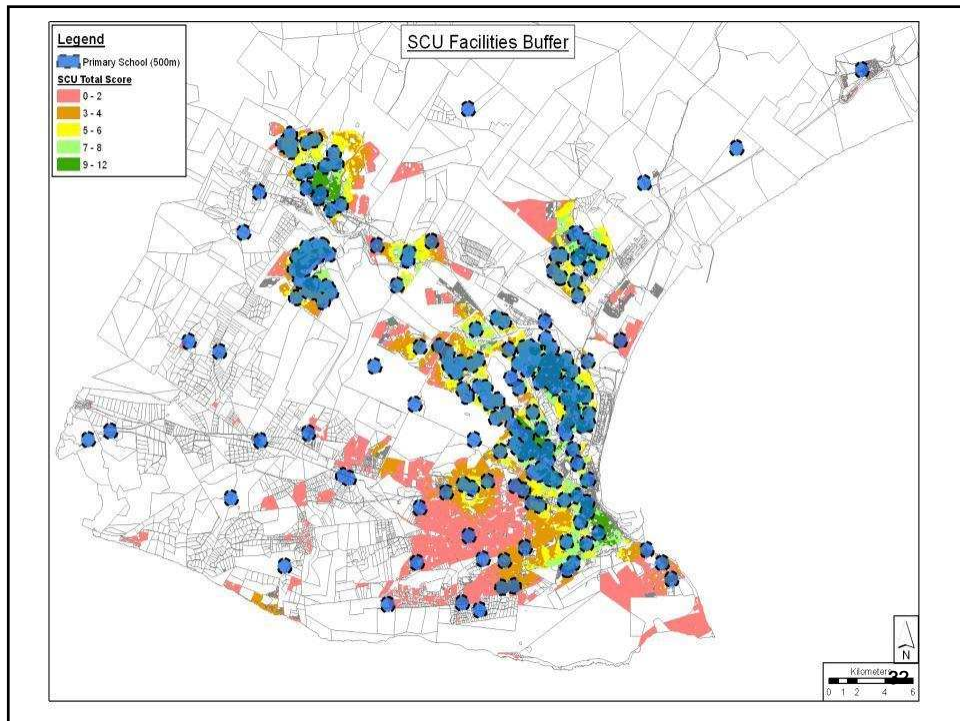 SCU Facilities Buffer
Legend
Primary School (500m)
SCU Total Score
0 - 2
3 - 4
5 - 6
7 - 8
9 - 12
N
Kilometers
32
0 1 2 4 6